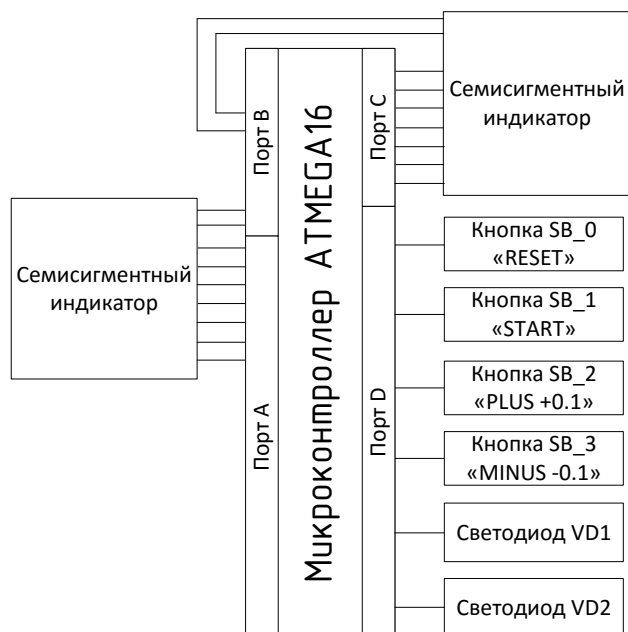 Семисигментный
индикатор
Порт B
Порт A
Микроконтроллер ATMEGA16
Порт C
Порт D
Семисигментный
индикатор
Кнопка SB_0
«RESET»
Кнопка SB_1
«START»
Кнопка SB_2
«PLUS +0.1»
Кнопка SB_3
«MINUS -0.1»
Светодиод VD1
Светодиод VD2